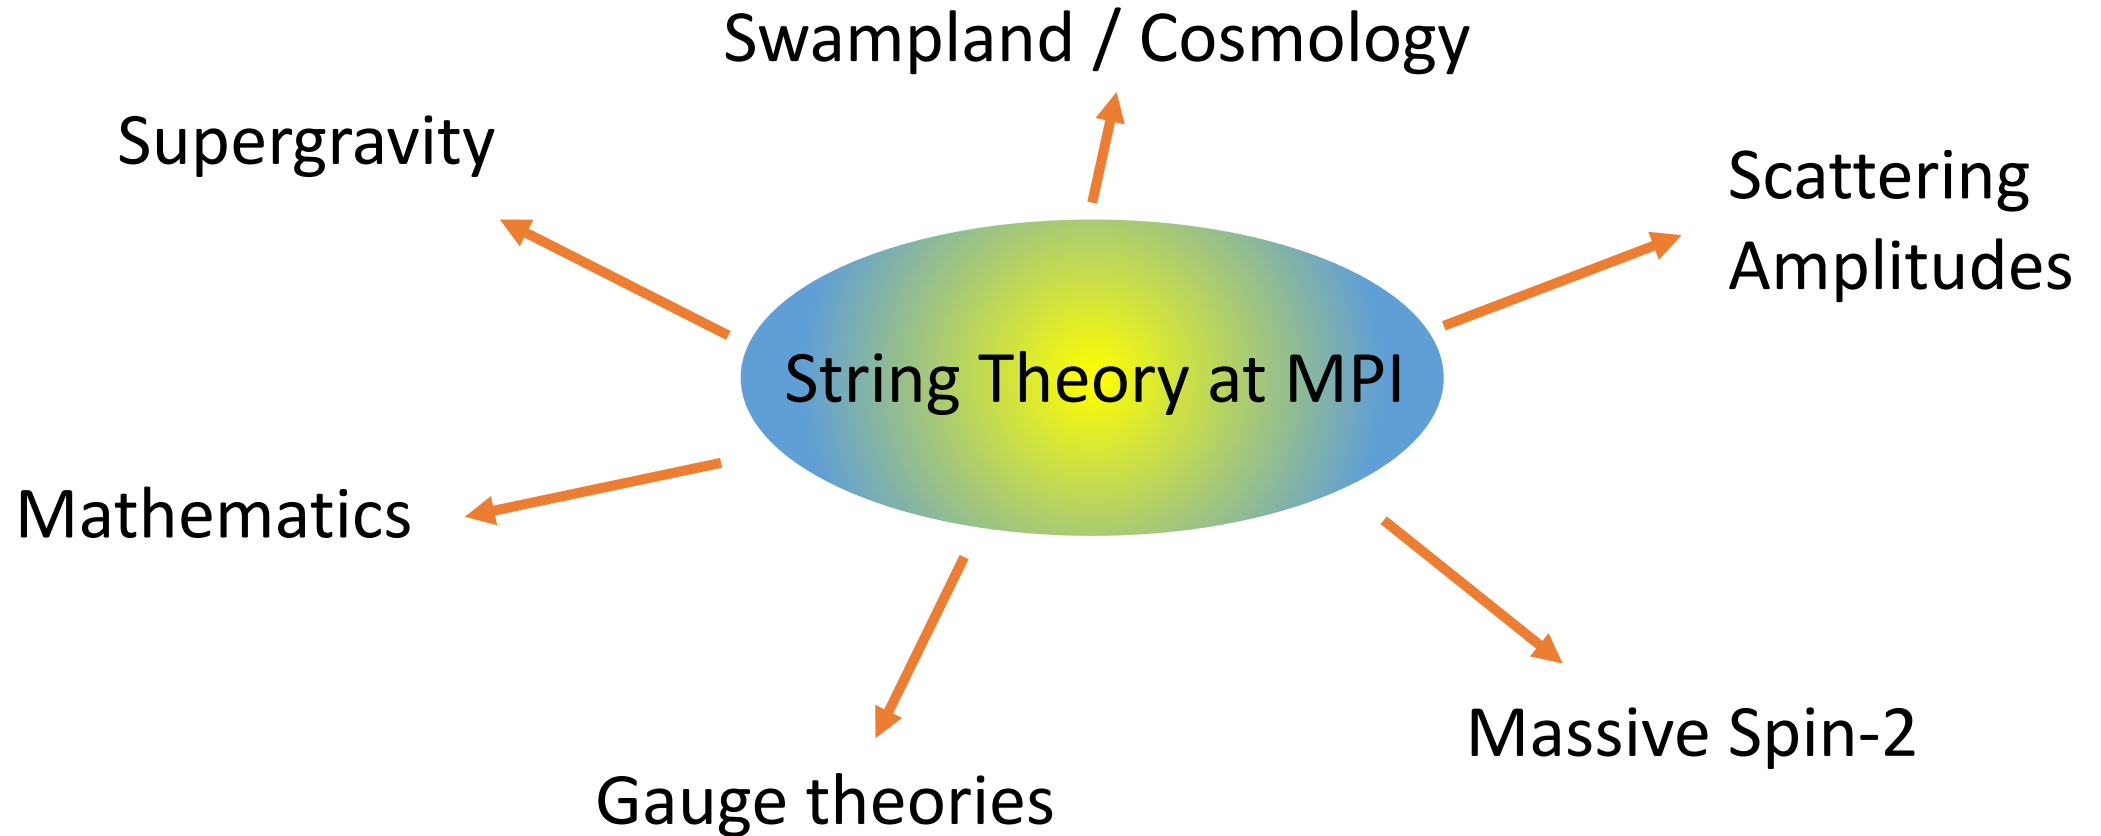 Swampland / Cosmology
Supergravity
Scattering
Amplitudes
String Theory at MPI
Mathematics
Massive Spin-2
Gauge theories